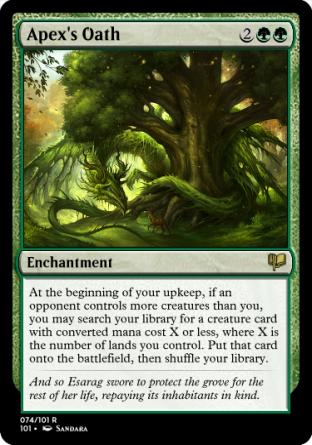 Apex's Oath 2
Enchantment
At the beginning of your upkeep, if an
opponent controls more creatures than you,
you may search your library for a creature card
with converted mana cost X or less, where X is
the number of lands you control. Put that card
onto the battlefield, then shuffle your library.
And so Esarag swore to protect the grove for the
rest of her life, repaying its inhabitants in kind.
074/101 R
101 • SANDARA